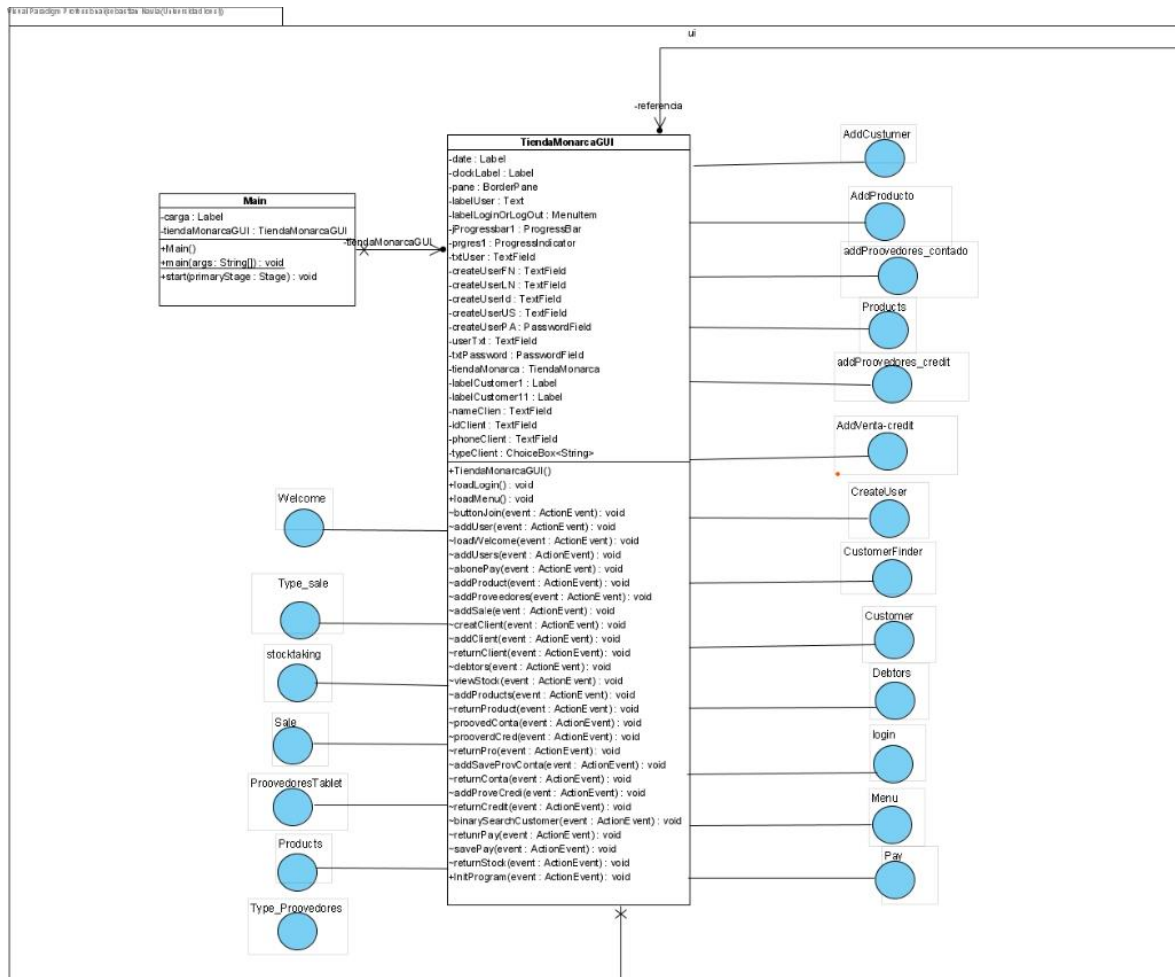 Visual Paradigm Professional(sebastian Navia(Universidad Icesi))
ui
-referencia
TiendaMonarcaGUI
-date : Label
-clockLabel : Label
-pane : BorderPane
-labelUser : Text
-labelLoginOrLogOut : MenuItem
-jProgressbar1 : ProgressBar
-prgres1 : ProgressIndicator
-txtUser : TextField
-createUserFN : TextField
-createUserLN : TextField
-createUserId : TextField
-createUserUS : TextField
-createUserPA : PasswordField
-userTxt : TextField
-txtPassword : PasswordField
-tiendaMonarca : TiendaMonarca
-labelCustomer1 : Label
-labelCustomer11 : Label
-nameClien : TextField
-idClient : TextField
-phoneClient : TextField
-typeClient : ChoiceBox<String>
+TiendaMonarcaGUI()
+loadLogin() : void
+loadMenu() : void
~buttonJoin(event : ActionEvent) : void
~addUser(event : ActionEvent) : void
~loadWelcome(event : ActionEvent) : void
~addUsers(event : ActionEvent) : void
~abonePay(event : ActionEvent) : void
~addProduct(event : ActionEvent) : void
~addProveedores(event : ActionEvent) : void
~addSale(event : ActionEvent) : void
~creatClient(event : ActionEvent) : void
~addClient(event : ActionEvent) : void
~returnClient(event : ActionEvent) : void
~debtors(event : ActionEvent) : void
~viewStock(event : ActionEvent) : void
~addProducts(event : ActionEvent) : void
~returnProduct(event : ActionEvent) : void
~proovedConta(event : ActionEvent) : void
~prooverdCred(event : ActionEvent) : void
~returnPro(event : ActionEvent) : void
~addSaveProvConta(event : ActionEvent) : void
~returnConta(event : ActionEvent) : void
~addProveCredi(event : ActionEvent) : void
~returnCredit(event : ActionEvent) : void
~binarySearchCustomer(event : ActionEvent) : void
~retunrPay(event : ActionEvent) : void
~savePay(event : ActionEvent) : void
~returnStock(event : ActionEvent) : void
+InitProgram(event : ActionEvent) : void
Main
-carga : Label
-tiendaMonarcaGUI : TiendaMonarcaGUI
+Main()
+main(args : String[]) : void
+start(primaryStage : Stage) : void
-tiendaMonarcaGUI
Welcome
Type_sale
stocktaking
Sale
ProovedoresTablet
Products
Type_Proovedores
AddCustumer
AddProducto
addProovedores_contado
Products
addProovedores_credit
AddVenta-credit
CreateUser
CustomerFinder
Customer
Debtors
login
Menu
Pay